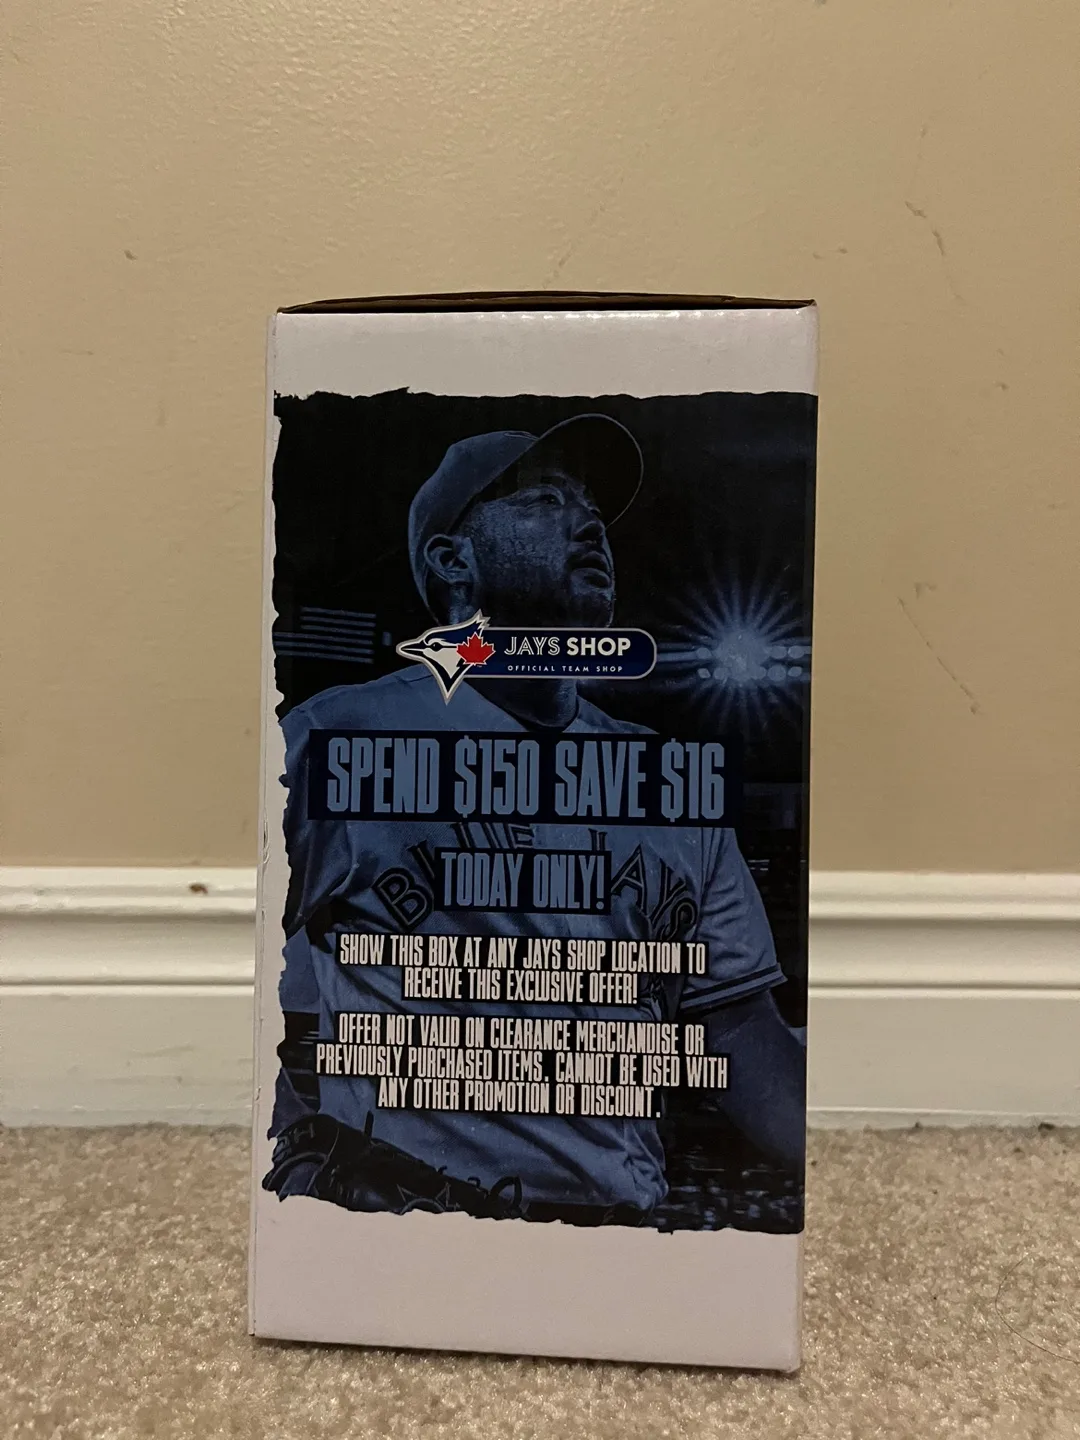 JAYS SHOP
OFFICIAL TEAM SHOP
SPEND $150 SAVE $16
TODAY ONLY!
SHOW THIS BOX AT ANY JAYS SHOP LOCATION TO
RECEIVE THIS EXCLUSIVE OFFER!
OFFER NOT VALID ON CLEARANCE MERCHANDISE OR
PREVIOUSLY PURCHASED ITEMS. CANNOT BE USED WITH
ANY OTHER PROMOTION OR DISCOUNT.